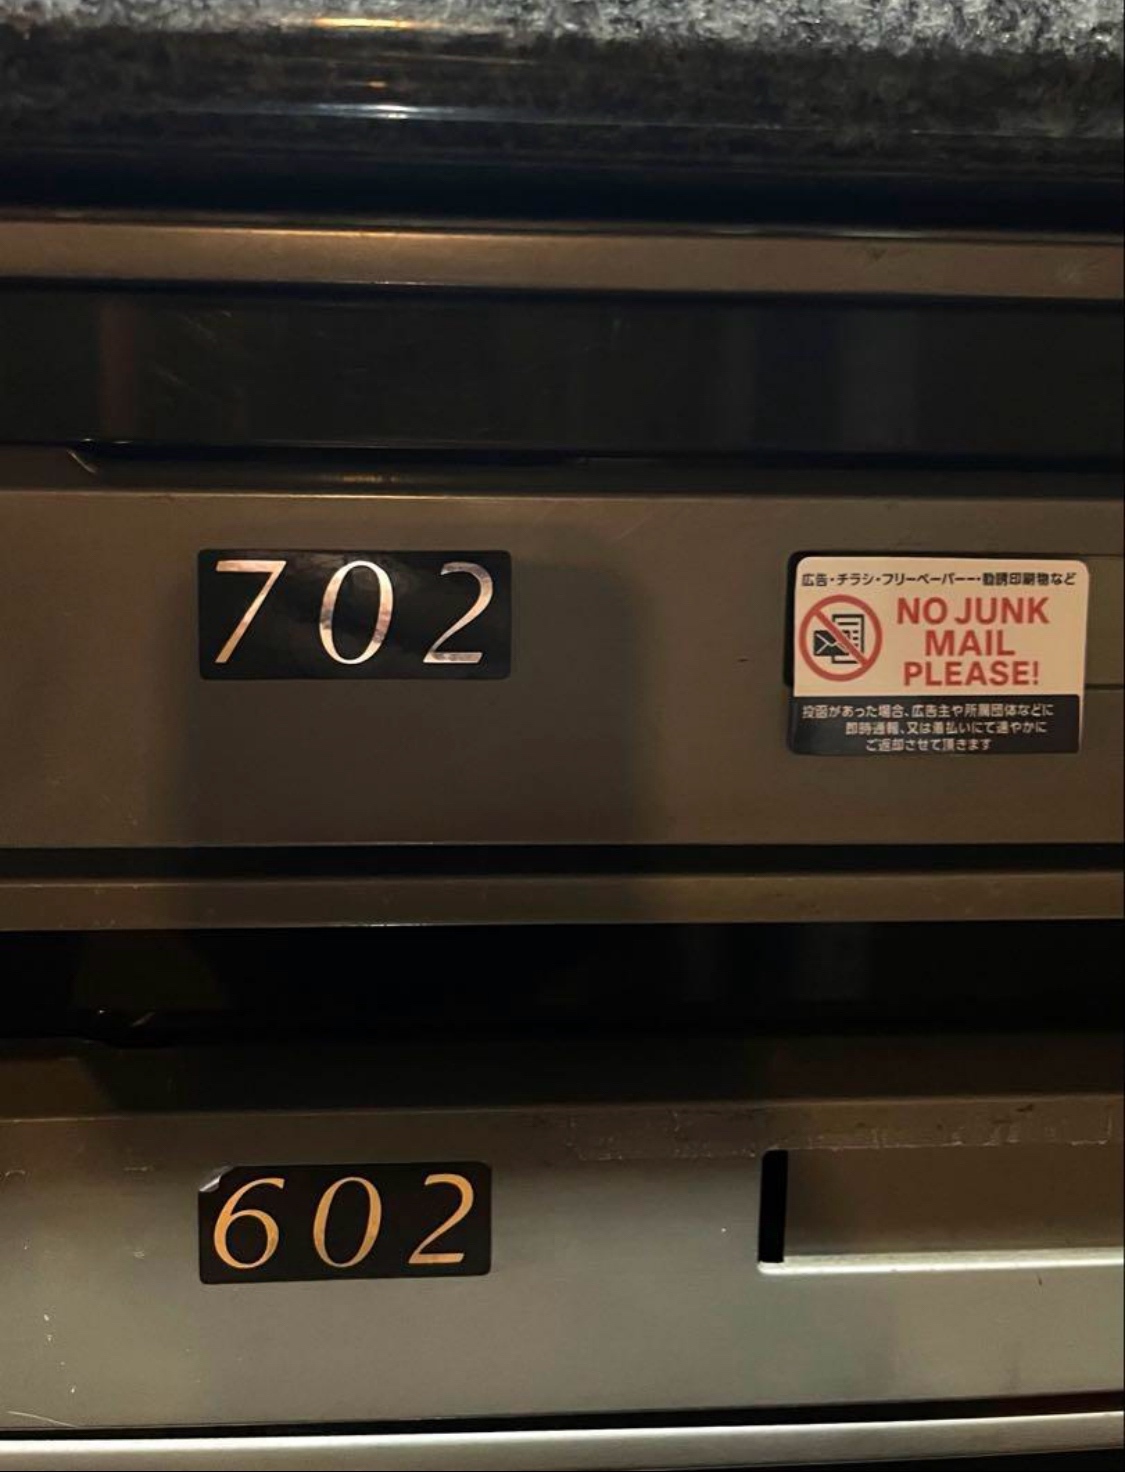 702
広告・チラシ・フリーペーパー・勧誘印刷物など
NO JUNK
MAIL
PLEASE!
投函があった場合、広告主や所属団体などに
即時通報、又は着払いにて速やかに
ご返却させて頂きます
602